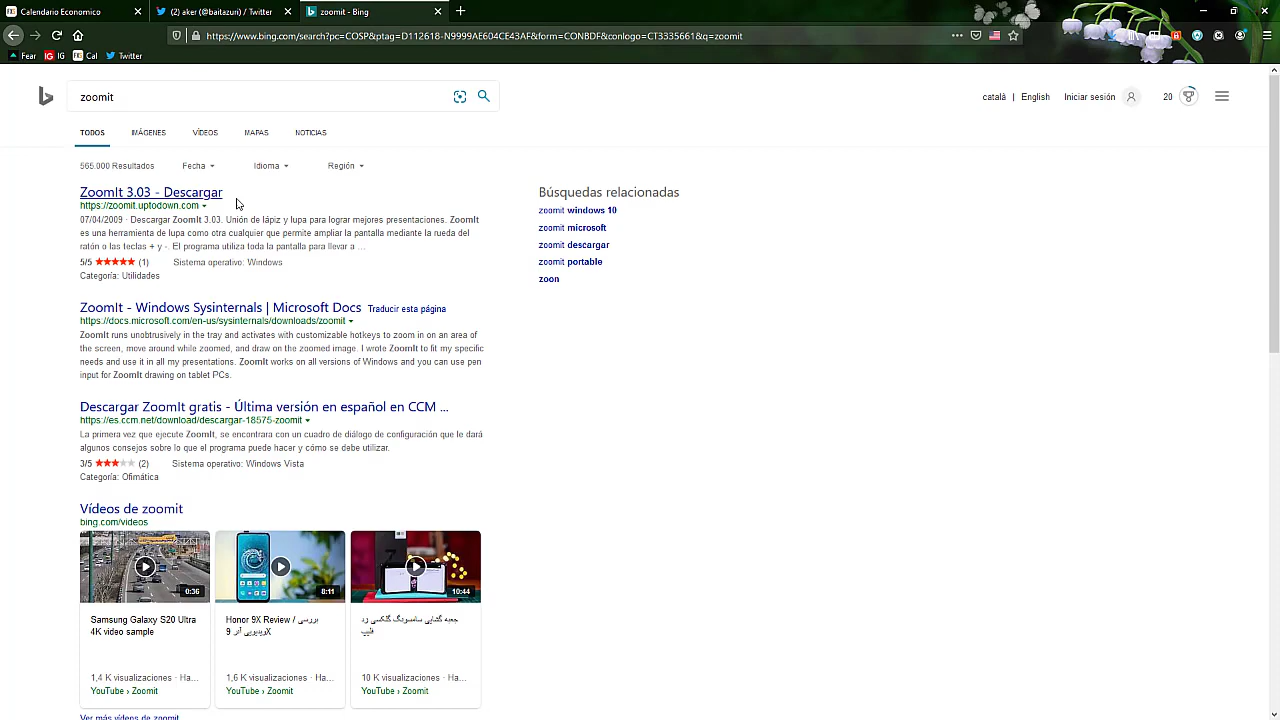 Calendario Economico
(2) aker (@baitazuri) / Twitter
zoomit - Bing
https://www.bing.com/search?pc=COSP&ptag=D112618-N9999AE604CE43AF&form=CONBDF&conlogo=CT3335661&q=zoomit
Fear
IG
Cal
Twitter
zoomit
català | English
Iniciar sesión
20
TODOS
IMÁGENES
VÍDEOS
MAPAS
NOTICIAS
565.000 Resultados
Fecha
Idioma
Región
ZoomIt 3.03 - Descargar
https://zoomit.uptodown.com
07/04/2009 · Descargar ZoomIt 3.03. Unión de lápiz y lupa para lograr mejores presentaciones. ZoomIt
es una herramienta de lupa como otra cualquier que permite ampliar la pantalla mediante la rueda del
ratón o las teclas + y -. El programa utiliza toda la pantalla para llevar a ...
5/5 (1) Sistema operativo: Windows
Categoría: Utilidades
ZoomIt - Windows Sysinternals | Microsoft Docs Traducir esta página
https://docs.microsoft.com/en-us/sysinternals/downloads/zoomit
ZoomIt runs unobtrusively in the tray and activates with customizable hotkeys to zoom in on an area of
the screen, move around while zoomed, and draw on the zoomed image. I wrote ZoomIt to fit my specific
needs and use it in all my presentations. ZoomIt works on all versions of Windows and you can use pen
input for ZoomIt drawing on tablet PCs.
Descargar ZoomIt gratis - Última versión en español en CCM ...
https://es.ccm.net/download/descargar-18575-zoomit
La primera vez que ejecute ZoomIt, se encontrara con un cuadro de diálogo de configuración que le dará
algunos consejos sobre lo que el programa puede hacer y cómo se debe utilizar.
3/5 (2) Sistema operativo: Windows Vista
Categoría: Ofimática
Vídeos de zoomit
bing.com/videos
0:36
8:11
10:44
Samsung Galaxy S20 Ultra
4K video sample
Honor 9X Review / بررسی
ویدیویی آنر 9X
جعبه گشایی سامسونگ گلکسی زد
فلیپ
1,4 K visualizaciones · Ha...
1,6 K visualizaciones · Ha...
10 K visualizaciones · Ha...
YouTube › Zoomit
YouTube › Zoomit
YouTube › Zoomit
Ver más vídeos de zoomit
Búsquedas relacionadas
zoomit windows 10
zoomit microsoft
zoomit descargar
zoomit portable
zoon